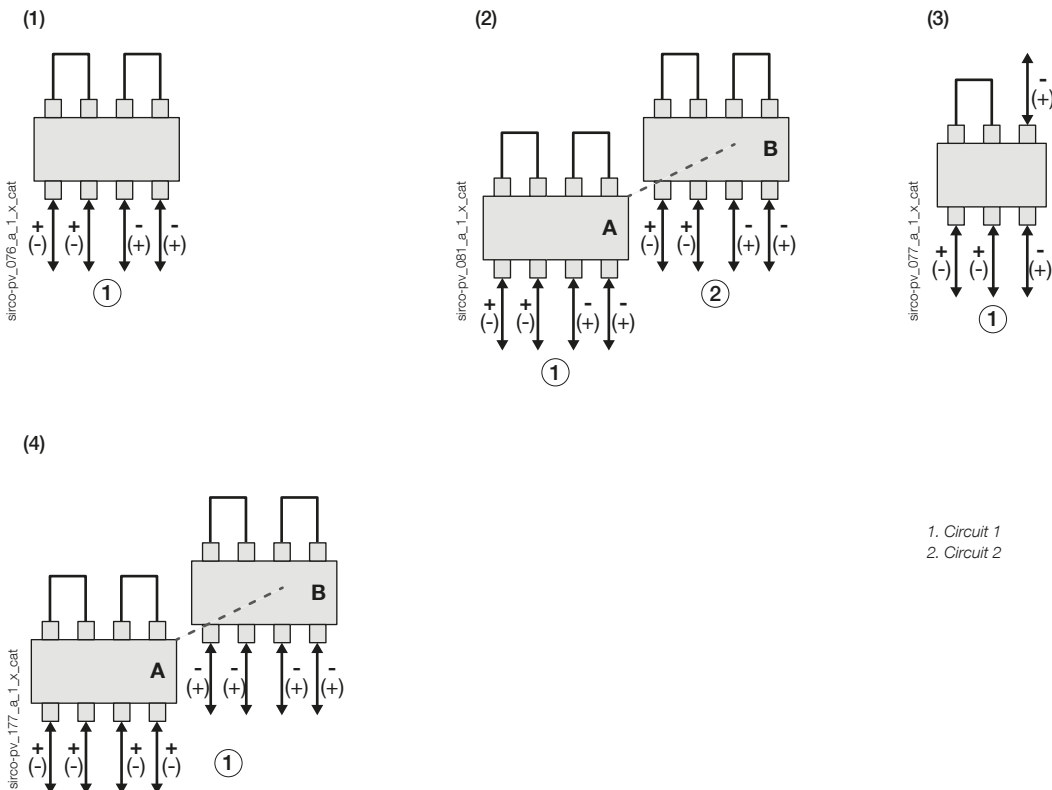 (1)
+ + - -
(-) (-) (+) (+)
1
sirco-pv_076_a_1_x_cat
(2)
B
A
+ + - -
(-) (-) (+) (+)
2
+ + - -
(-) (-) (+) (+)
1
sirco-pv_081_a_1_x_cat
(3)
-
(+)
+ + -
(-) (-) (+)
1
sirco-pv_077_a_1_x_cat
(4)
B
A
- - - -
(+) (+) (+) (+)
+ + + +
(-) (-) (-) (-)
1
sirco-pv_177_a_1_x_cat
1. Circuit 1
2. Circuit 2